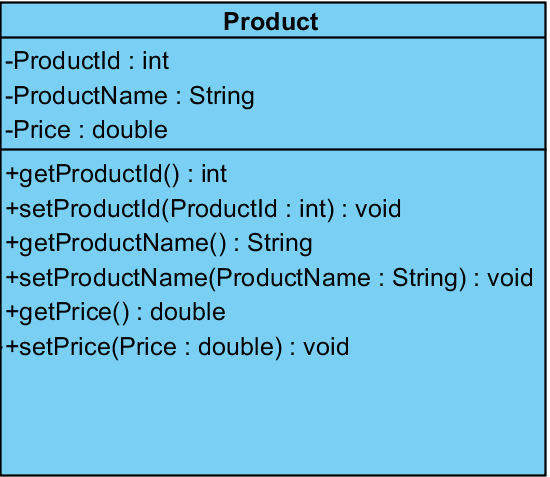 Product
-ProductId : int
-ProductName : String
-Price : double
+getProductId() : int
+setProductId(ProductId : int) : void
+getProductName() : String
+setProductName(ProductName : String) : void
+getPrice() : double
+setPrice(Price : double) : void